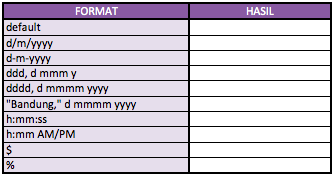 FORMAT HASIL
default
d/m/yyyy
d-m-yyyy
ddd, d mmm y
dddd, d mmmm yyyy
"Bandung," d mmmm yyyy
h:mm:ss
h:mm AM/PM
$
%